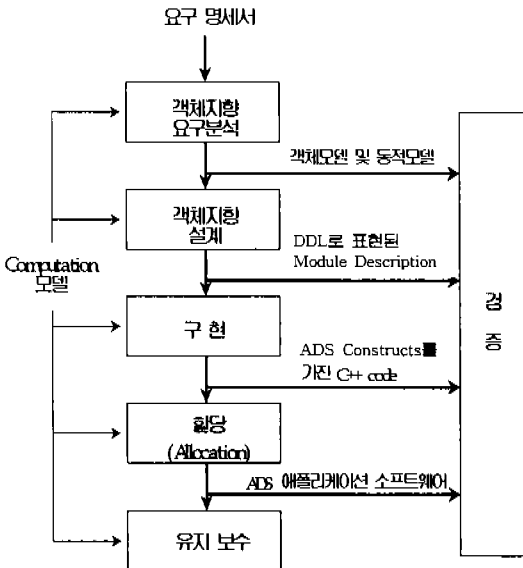 요구 명세서
객체지향
요구분석
객체모델 및 동적모델
객체지향
설계
DDL로 표현된
Module Description
Computation
모델
구 현
ADS Constructs를
가진 C++ code
검
증
할당
(Allocation)
ADS 애플리케이션 소프트웨어
유지 보수